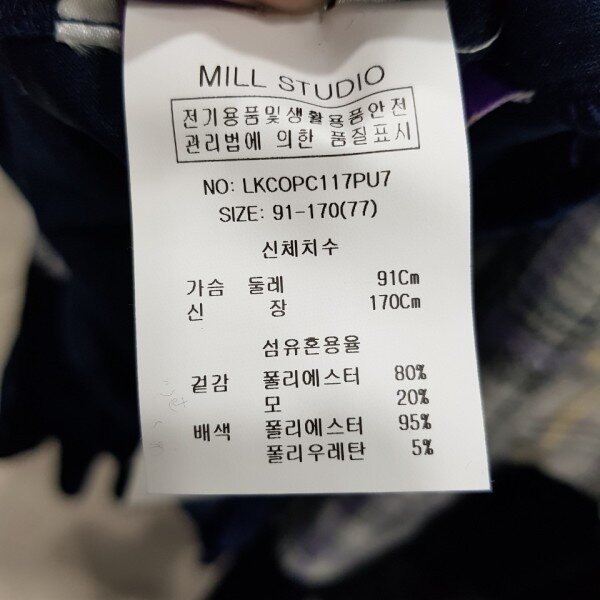 MILL STUDIO
전기용품및생활용품안전
관리법에 의한 품질표시
NO: LKCOPC117PU7
SIZE: 91-170(77)
신체치수
가슴 둘레 91Cm
신 장 170Cm
섬유혼용율
겉감 폴리에스터 80%
모 20%
배색 폴리에스터 95%
폴리우레탄 5%